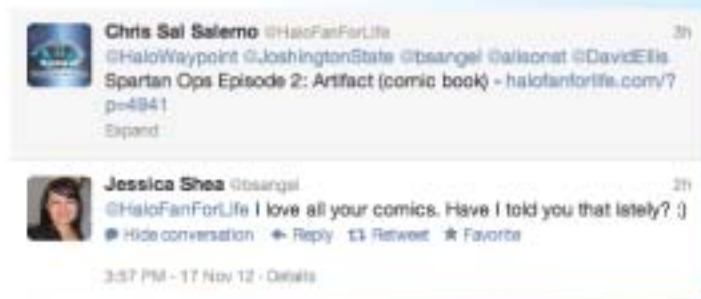 Chris Sal Salemo @HaloFanForLife 3h
@HaloWaypoint @JoshingtonState @bsangel @alisonst @DavidEllis
Spartan Ops Episode 2: Artifact (comic book) - halofanforlife.com/?
p=4941
Expand
Jessica Shea @bsangel 2h
@HaloFanForLife I love all your comics. Have I told you that lately? :)
Hide conversation Reply Retweet Favorite
3:57 PM - 17 Nov 12 · Details